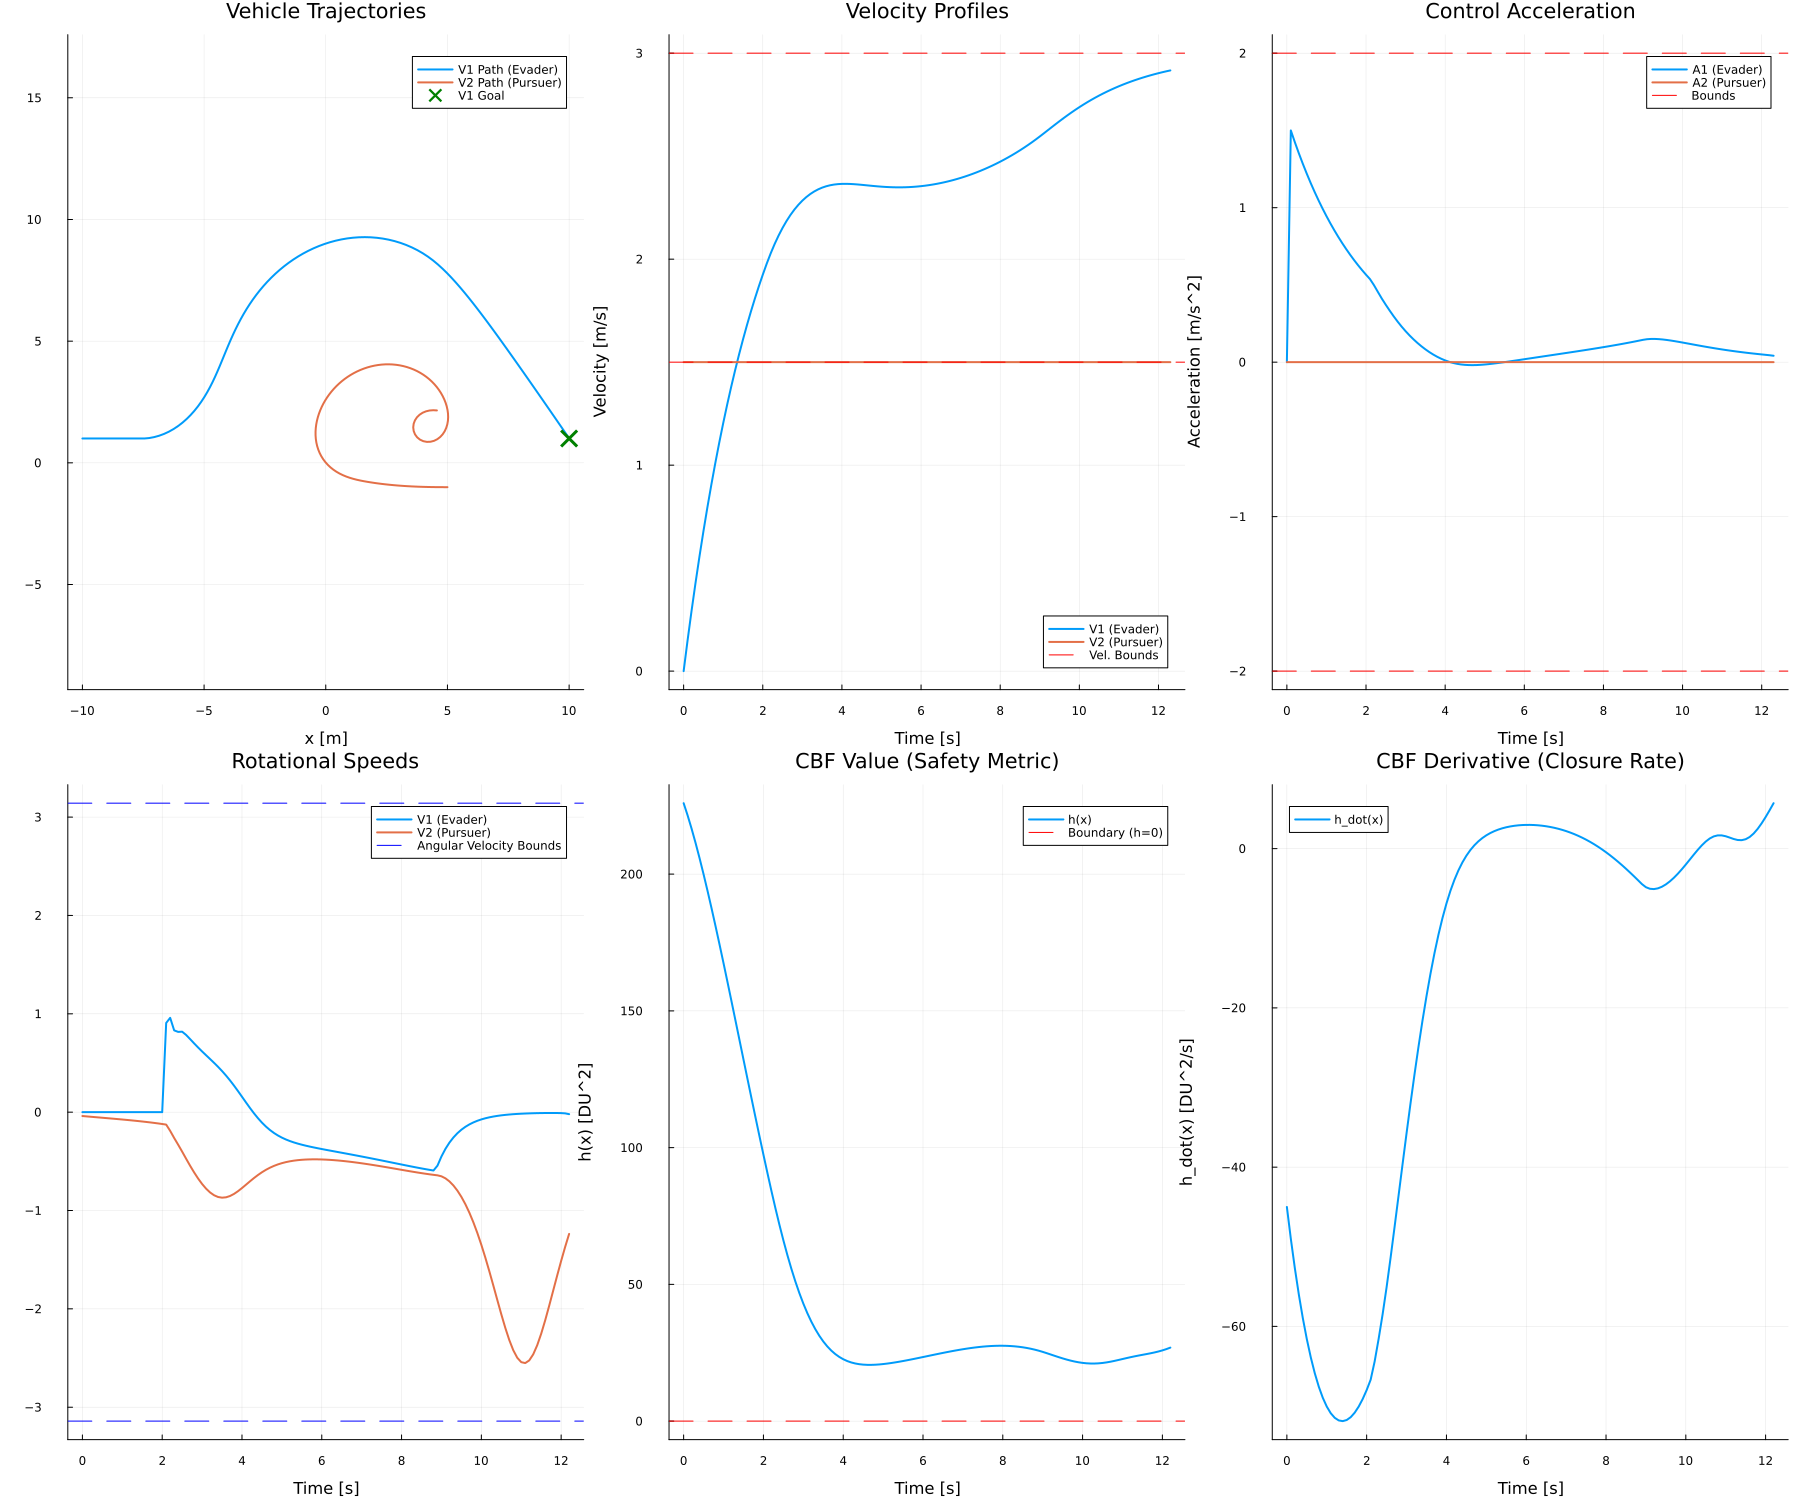 Vehicle Trajectories
V1 Path (Evader)
V2 Path (Pursuer)
V1 Goal
15
10
5
0
−5
−10
−5
0
5
10
x [m]
Velocity Profiles
Velocity [m/s]
3
2
1
0
V1 (Evader)
V2 (Pursuer)
Vel. Bounds
0
2
4
6
8
10
12
Time [s]
Control Acceleration
Acceleration [m/s^2]
A1 (Evader)
A2 (Pursuer)
Bounds
2
1
0
−1
−2
0
2
4
6
8
10
12
Time [s]
Rotational Speeds
V1 (Evader)
V2 (Pursuer)
Angular Velocity Bounds
3
2
1
0
−1
−2
−3
0
2
4
6
8
10
12
Time [s]
CBF Value (Safety Metric)
h(x) [DU^2]
h(x)
Boundary (h=0)
200
150
100
50
0
0
2
4
6
8
10
12
Time [s]
CBF Derivative (Closure Rate)
h_dot(x) [DU^2/s]
h_dot(x)
0
−20
−40
−60
0
2
4
6
8
10
12
Time [s]